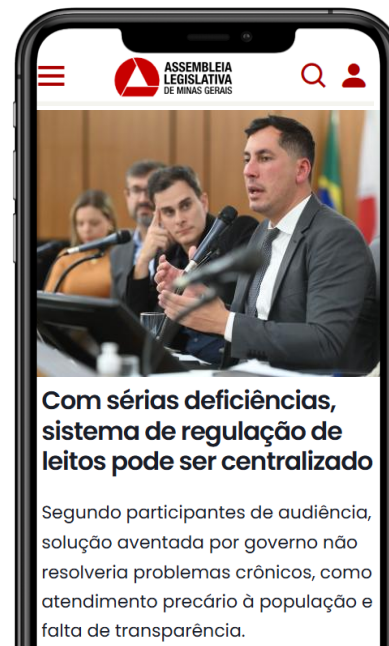 ASSEMBLEIA
LEGISLATIVA
DE MINAS GERAIS
Com sérias deficiências,
sistema de regulação de
leitos pode ser centralizado
Segundo participantes de audiência,
solução aventada por governo não
resolveria problemas crônicos, como
atendimento precário à população e
falta de transparência.